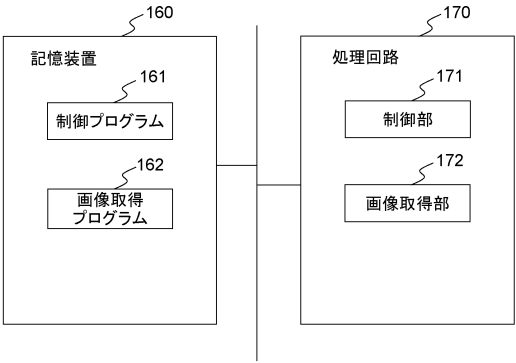 160
記憶装置
161
制御プログラム
162
画像取得
プログラム
170
処理回路
171
制御部
172
画像取得部